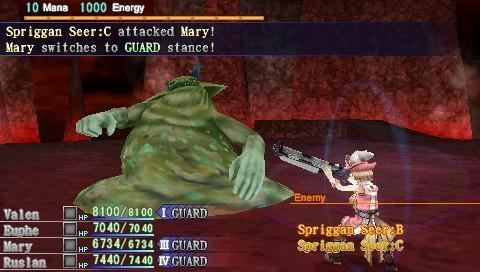 10 Mana 1000 Energy
Spriggan Seer:C attacked Mary!
Mary switches to GUARD stance!
Enemy
Spriggan Seer:B
Spriggan Seer:C
Valen HP 8100/8100 I GUARD
Euphe HP 7040/7040
Mary HP 6734/6734 III GUARD
Ruslan HP 7440/7440 IV GUARD